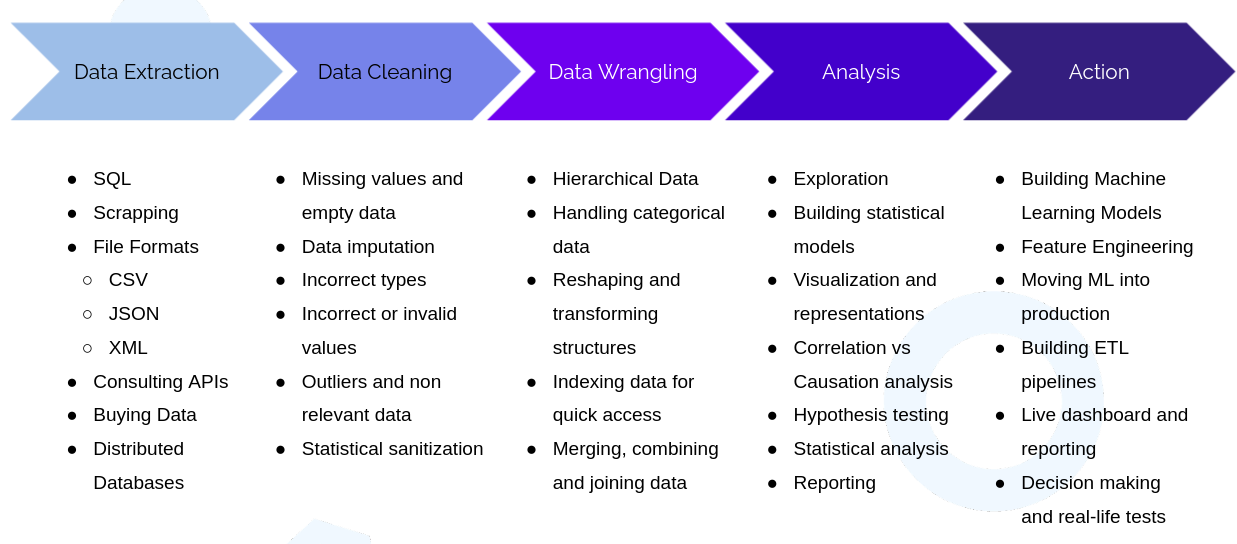 Data Extraction
Data Cleaning
Data Wrangling
Analysis
Action
● SQL
● Scrapping
● File Formats
○ CSV
○ JSON
○ XML
● Consulting APIs
● Buying Data
● Distributed
Databases
● Missing values and
empty data
● Data imputation
● Incorrect types
● Incorrect or invalid
values
● Outliers and non
relevant data
● Statistical sanitization
● Hierarchical Data
● Handling categorical
data
● Reshaping and
transforming
structures
● Indexing data for
quick access
● Merging, combining
and joining data
● Exploration
● Building statistical
models
● Visualization and
representations
● Correlation vs
Causation analysis
● Hypothesis testing
● Statistical analysis
● Reporting
● Building Machine
Learning Models
● Feature Engineering
● Moving ML into
production
● Building ETL
pipelines
● Live dashboard and
reporting
● Decision making
and real-life tests